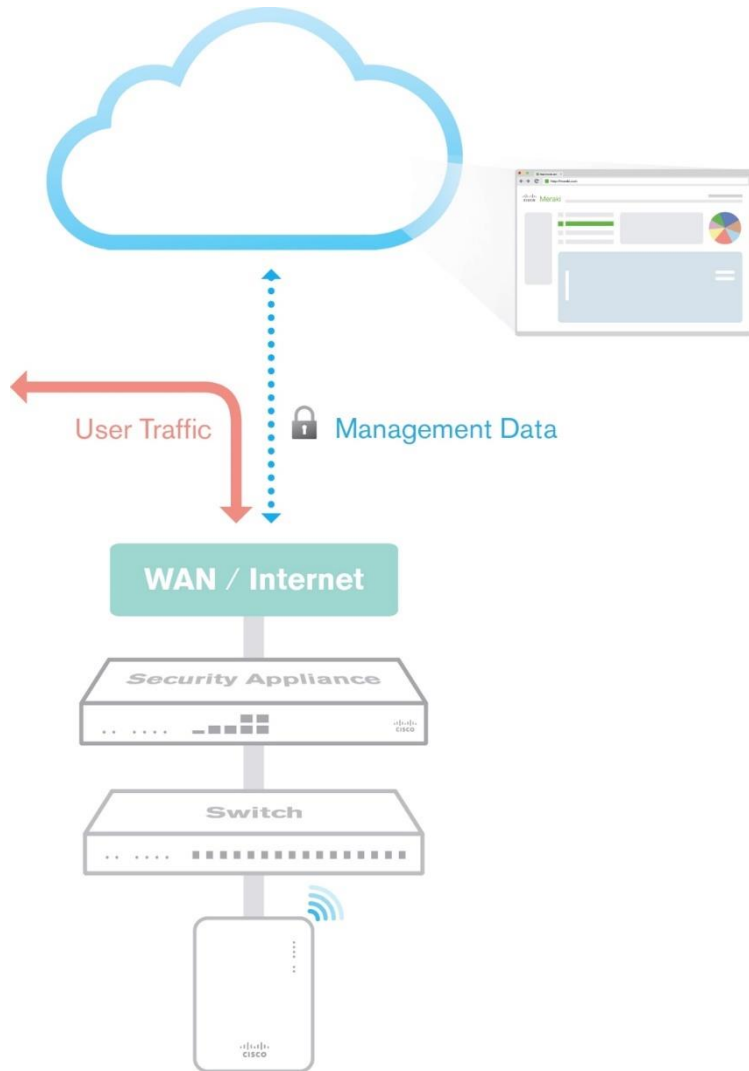 CISCO Meraki
User Traffic
Management Data
WAN / Internet
Security Appliance
CISCO
Switch
CISCO